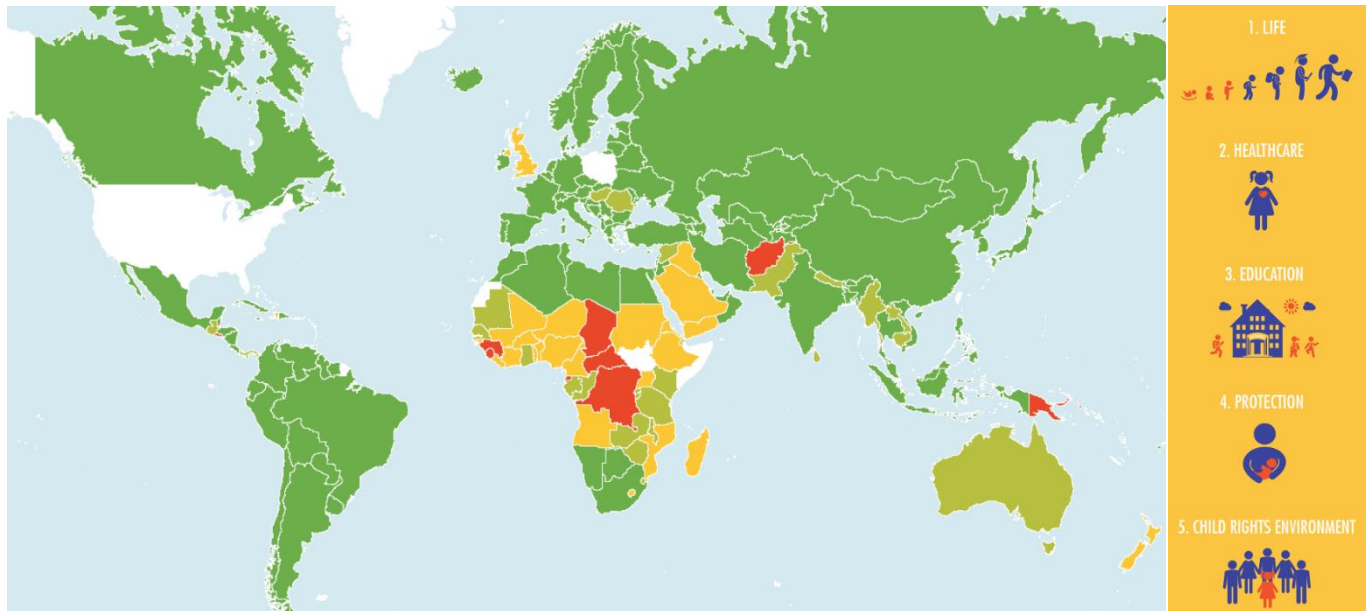 1. LIFE
2. HEALTHCARE
3. EDUCATION
4. PROTECTION
5. CHILD RIGHTS ENVIRONMENT